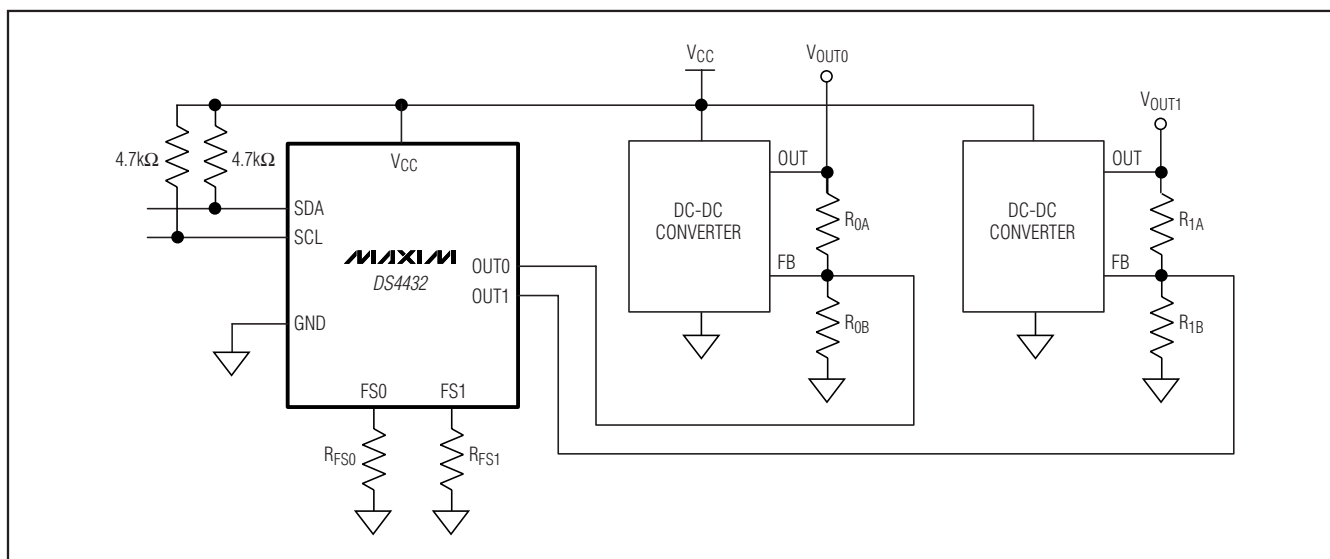 VCC
VOUT0
VOUT1
4.7kΩ
4.7kΩ
VCC
SDA
SCL
MAXIM
DS4432
GND
OUT0
OUT1
FS0
FS1
RFS0
RFS1
DC-DC
CONVERTER
OUT
FB
R0A
R0B
DC-DC
CONVERTER
OUT
FB
R1A
R1B